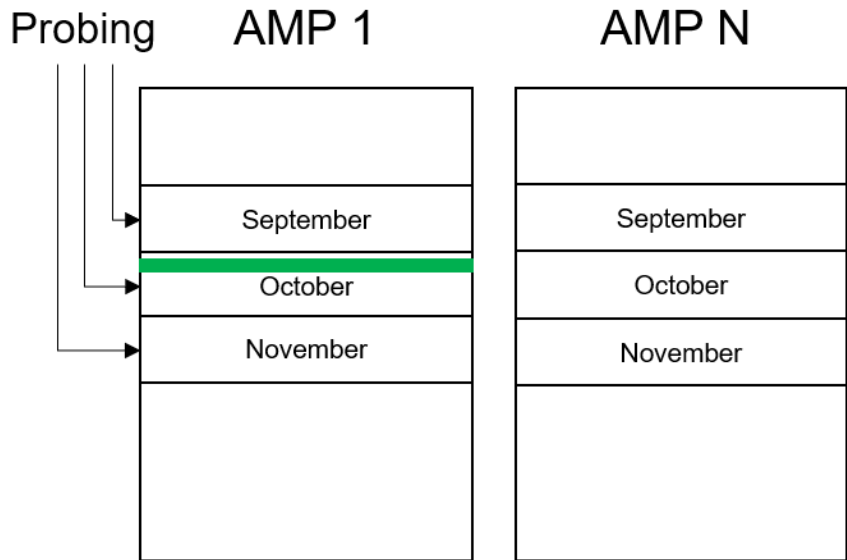 Probing
AMP 1
AMP N
September
October
November
September
October
November